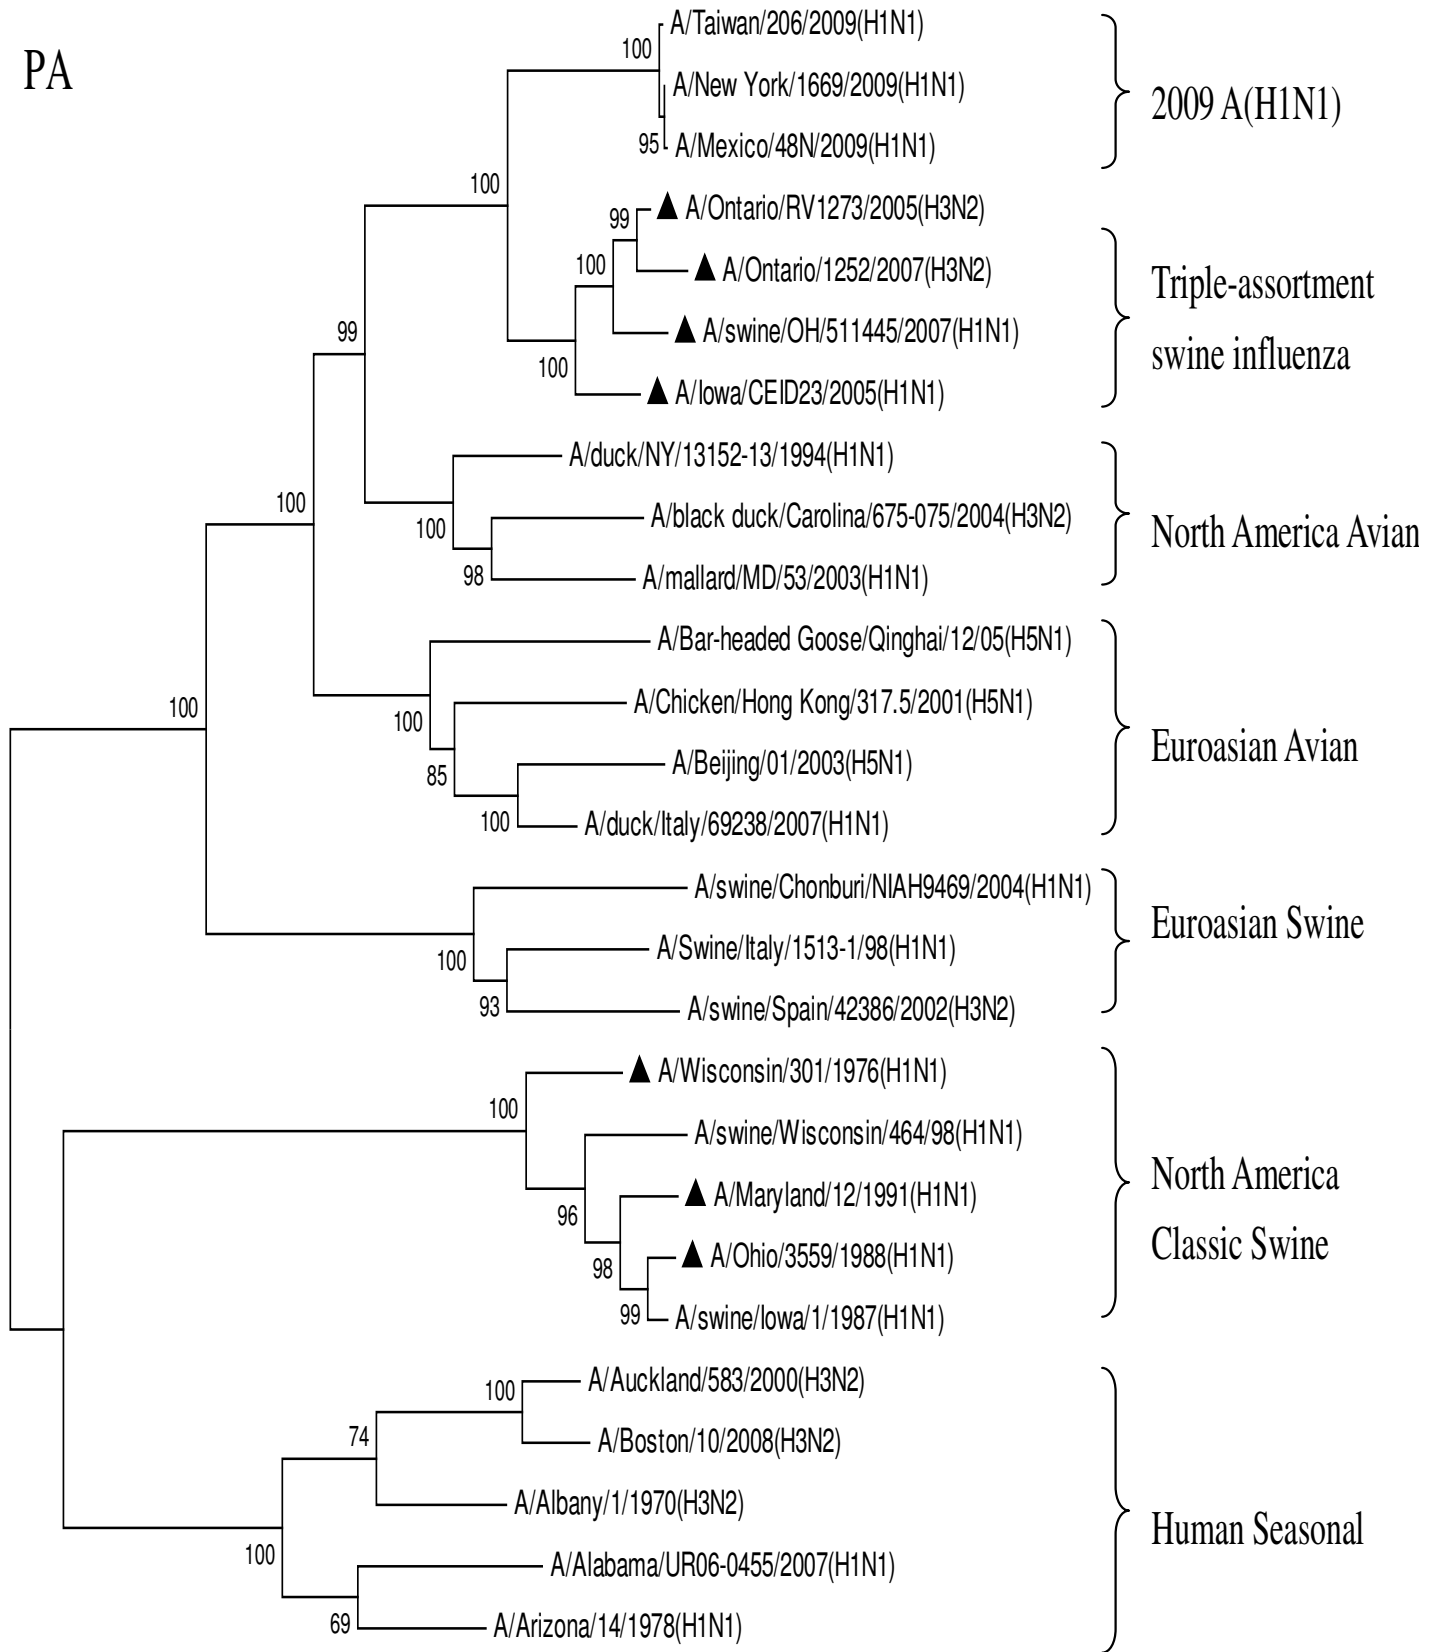 PA
A/Taiwan/206/2009(H1N1)
100
A/New York/1669/2009(H1N1)
2009 A(H1N1)
95
A/Mexico/48N/2009(H1N1)
100
A/Ontario/RV1273/2005(H3N2)
99
100
A/Ontario/1252/2007(H3N2)
Triple-assortment
swine influenza
A/swine/OH/511445/2007(H1N1)
99
100
A/Iowa/CEID23/2005(H1N1)
A/duck/NY/13152-13/1994(H1N1)
100
100
A/black duck/Carolina/675-075/2004(H3N2)
North America Avian
98
A/mallard/MD/53/2003(H1N1)
A/Bar-headed Goose/Qinghai/12/05(H5N1)
100
A/Chicken/Hong Kong/317.5/2001(H5N1)
100
Euroasian Avian
85
A/Beijing/01/2003(H5N1)
100
A/duck/Italy/69238/2007(H1N1)
A/swine/Chonburi/NIAH9469/2004(H1N1)
Euroasian Swine
100
A/Swine/Italy/1513-1/98(H1N1)
93
A/swine/Spain/42386/2002(H3N2)
A/Wisconsin/301/1976(H1N1)
100
A/swine/Wisconsin/464/98(H1N1)
North America
Classic Swine
A/Maryland/12/1991(H1N1)
96
A/Ohio/3559/1988(H1N1)
98
99
A/swine/Iowa/1/1987(H1N1)
A/Auckland/583/2000(H3N2)
100
74
A/Boston/10/2008(H3N2)
A/Albany/1/1970(H3N2)
Human Seasonal
100
A/Alabama/UR06-0455/2007(H1N1)
69
A/Arizona/14/1978(H1N1)